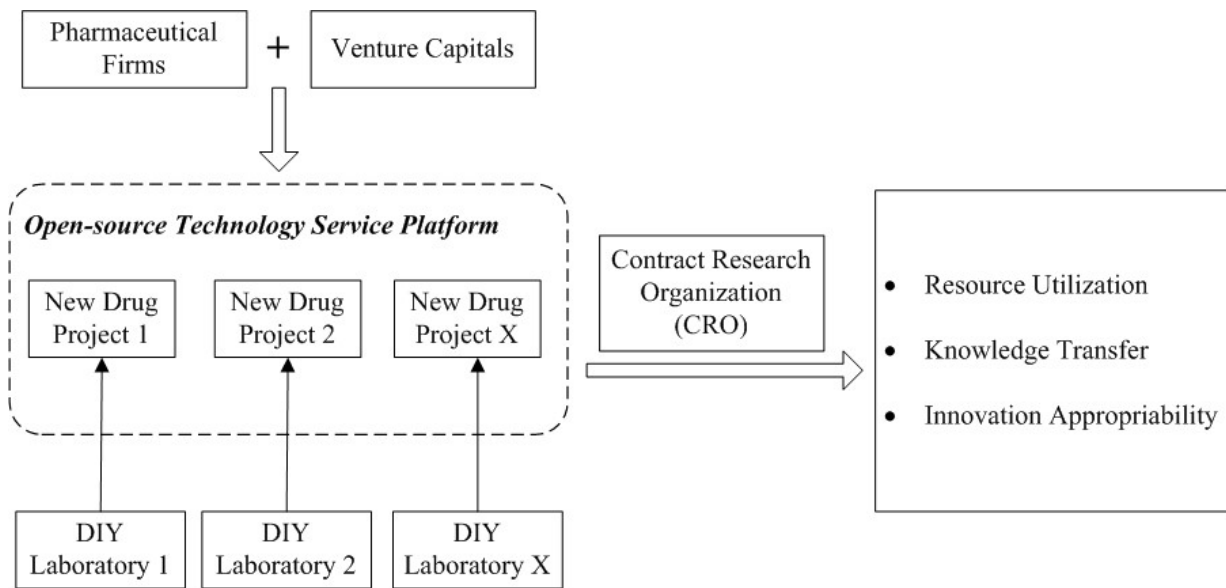 Pharmaceutical
Firms
+
Venture Capitals
Open-source Technology Service Platform
New Drug
Project 1
New Drug
Project 2
New Drug
Project X
Contract Research
Organization
(CRO)
• Resource Utilization
• Knowledge Transfer
• Innovation Appropriability
DIY
Laboratory 1
DIY
Laboratory 2
DIY
Laboratory X